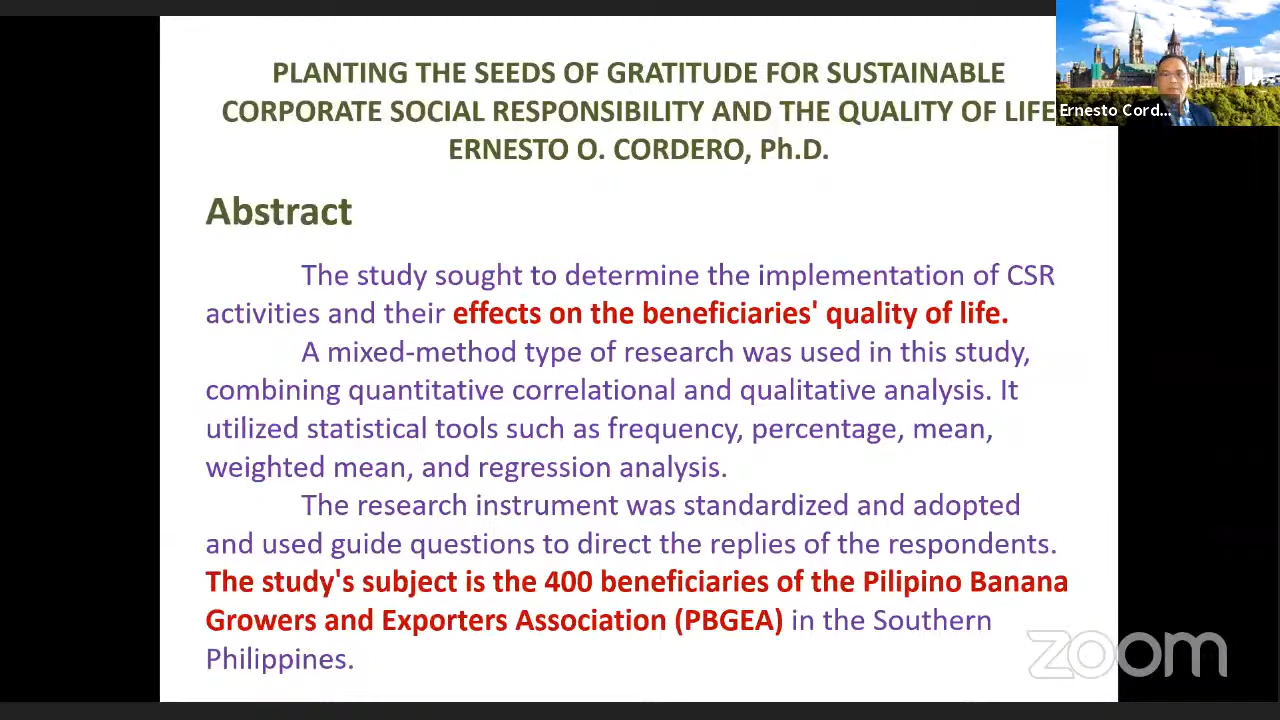 PLANTING THE SEEDS OF GRATITUDE FOR SUSTAINABLE
CORPORATE SOCIAL RESPONSIBILITY AND THE QUALITY OF LIFE
ERNESTO O. CORDERO, Ph.D.
Ernesto Cord...
Abstract
The study sought to determine the implementation of CSR
activities and their effects on the beneficiaries' quality of life.
A mixed-method type of research was used in this study,
combining quantitative correlational and qualitative analysis. It
utilized statistical tools such as frequency, percentage, mean,
weighted mean, and regression analysis.
The research instrument was standardized and adopted
and used guide questions to direct the replies of the respondents.
The study's subject is the 400 beneficiaries of the Pilipino Banana
Growers and Exporters Association (PBGEA) in the Southern
Philippines.
zoom